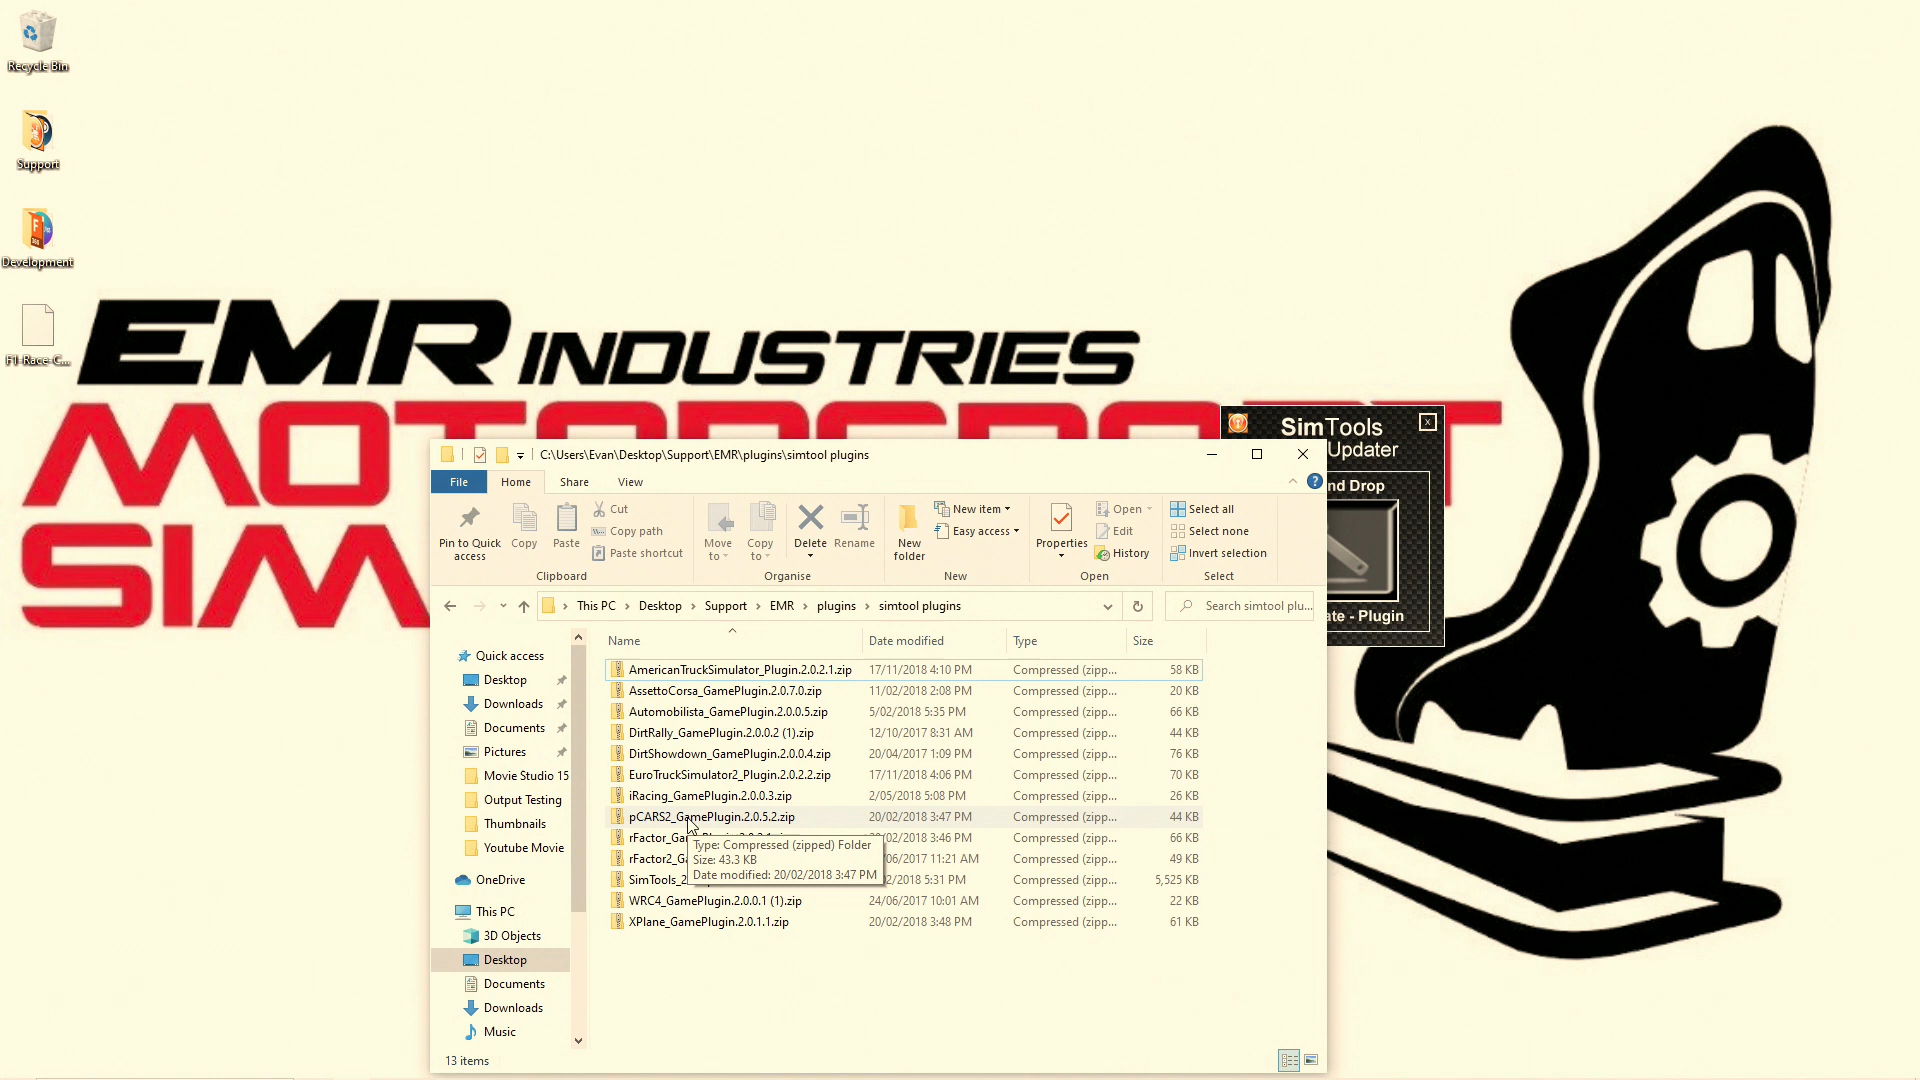 Recycle Bin
Support
Development
F1-Race-C...
EMR INDUSTRIES
SimTools
Updater
nd Drop
ate - Plugin
C:\Users\Evan\Desktop\Support\EMR\plugins\simtool plugins
File Home Share View
Pin to Quick access
Copy
Paste
Cut
Copy path
Paste shortcut
Clipboard
Move to
Copy to
Delete
Rename
Organise
New folder
New item
Easy access
New
Properties
Open
Edit
History
Open
Select all
Select none
Invert selection
Select
This PC > Desktop > Support > EMR > plugins > simtool plugins
Search simtool plu...
Quick access
Desktop
Downloads
Documents
Pictures
Movie Studio 15
Output Testing
Thumbnails
Youtube Movie
OneDrive
This PC
3D Objects
Desktop
Documents
Downloads
Music
Name Date modified Type Size
AmericanTruckSimulator_Plugin.2.0.2.1.zip 17/11/2018 4:10 PM Compressed (zipp... 58 KB
AssettoCorsa_GamePlugin.2.0.7.0.zip 11/02/2018 2:08 PM Compressed (zipp... 20 KB
Automobilista_GamePlugin.2.0.0.5.zip 5/02/2018 5:35 PM Compressed (zipp... 66 KB
DirtRally_GamePlugin.2.0.0.2 (1).zip 12/10/2017 8:31 AM Compressed (zipp... 44 KB
DirtShowdown_GamePlugin.2.0.0.4.zip 20/04/2017 1:09 PM Compressed (zipp... 76 KB
EuroTruckSimulator2_Plugin.2.0.2.2.zip 17/11/2018 4:06 PM Compressed (zipp... 70 KB
iRacing_GamePlugin.2.0.0.3.zip 2/05/2018 5:08 PM Compressed (zipp... 26 KB
pCARS2_GamePlugin.2.0.5.2.zip 20/02/2018 3:47 PM Compressed (zipp... 44 KB
rFactor_Ga 02/2018 3:46 PM Compressed (zipp... 66 KB
rFactor2_Ga 06/2017 11:21 AM Compressed (zipp... 49 KB
SimTools_2 02/2018 5:31 PM Compressed (zipp... 5,525 KB
WRC4_GamePlugin.2.0.0.1 (1).zip 24/06/2017 10:01 AM Compressed (zipp... 22 KB
XPlane_GamePlugin.2.0.1.1.zip 20/02/2018 3:48 PM Compressed (zipp... 61 KB
Type: Compressed (zipped) Folder
Size: 43.3 KB
Date modified: 20/02/2018 3:47 PM
13 items